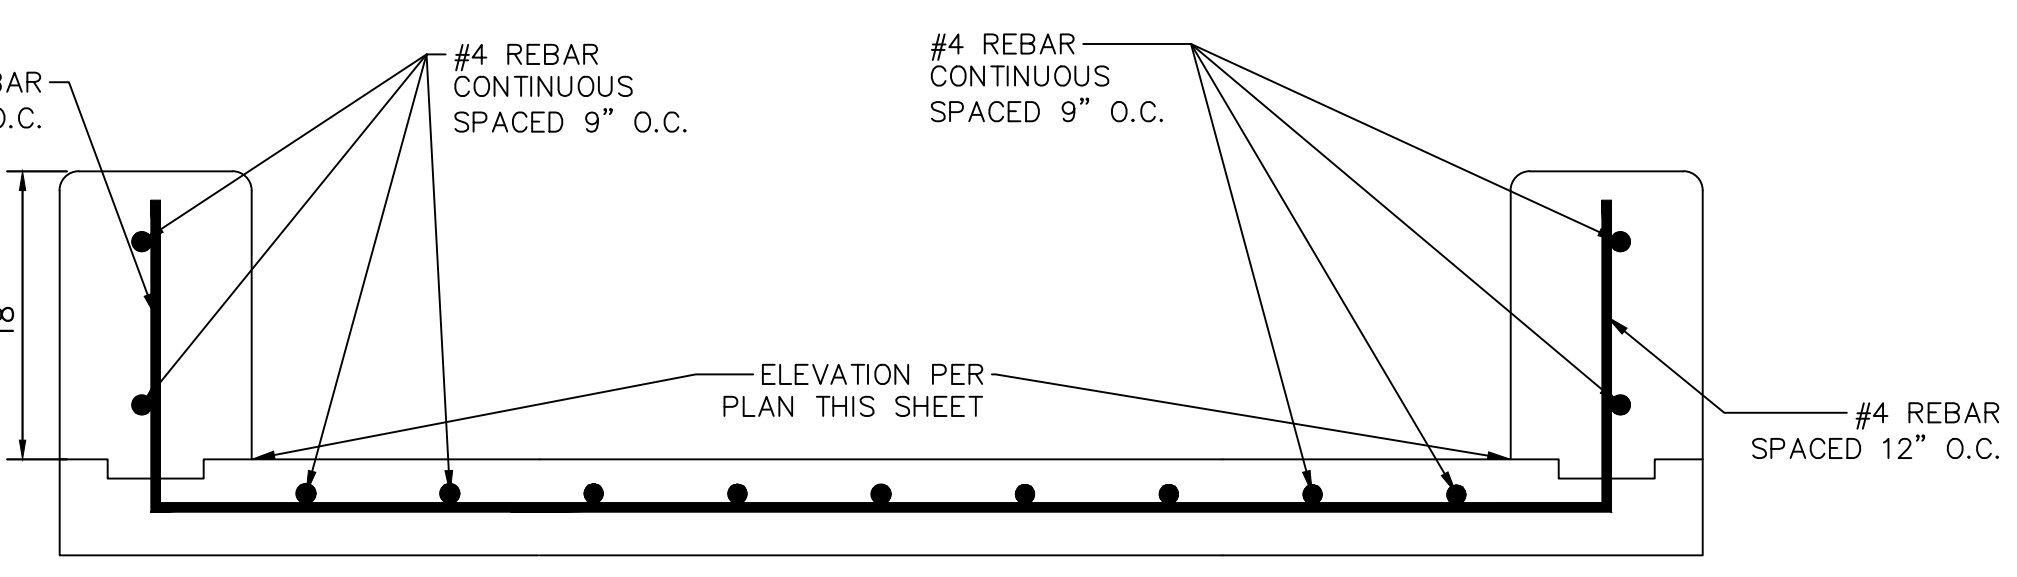 #4 REBAR
CONTINUOUS
SPACED 9” O.C.
#4 REBAR
CONTINUOUS
SPACED 9” O.C.
O.C.
ELEVATION PER
PLAN THIS SHEET
#4 REBAR
SPACED 12” O.C.